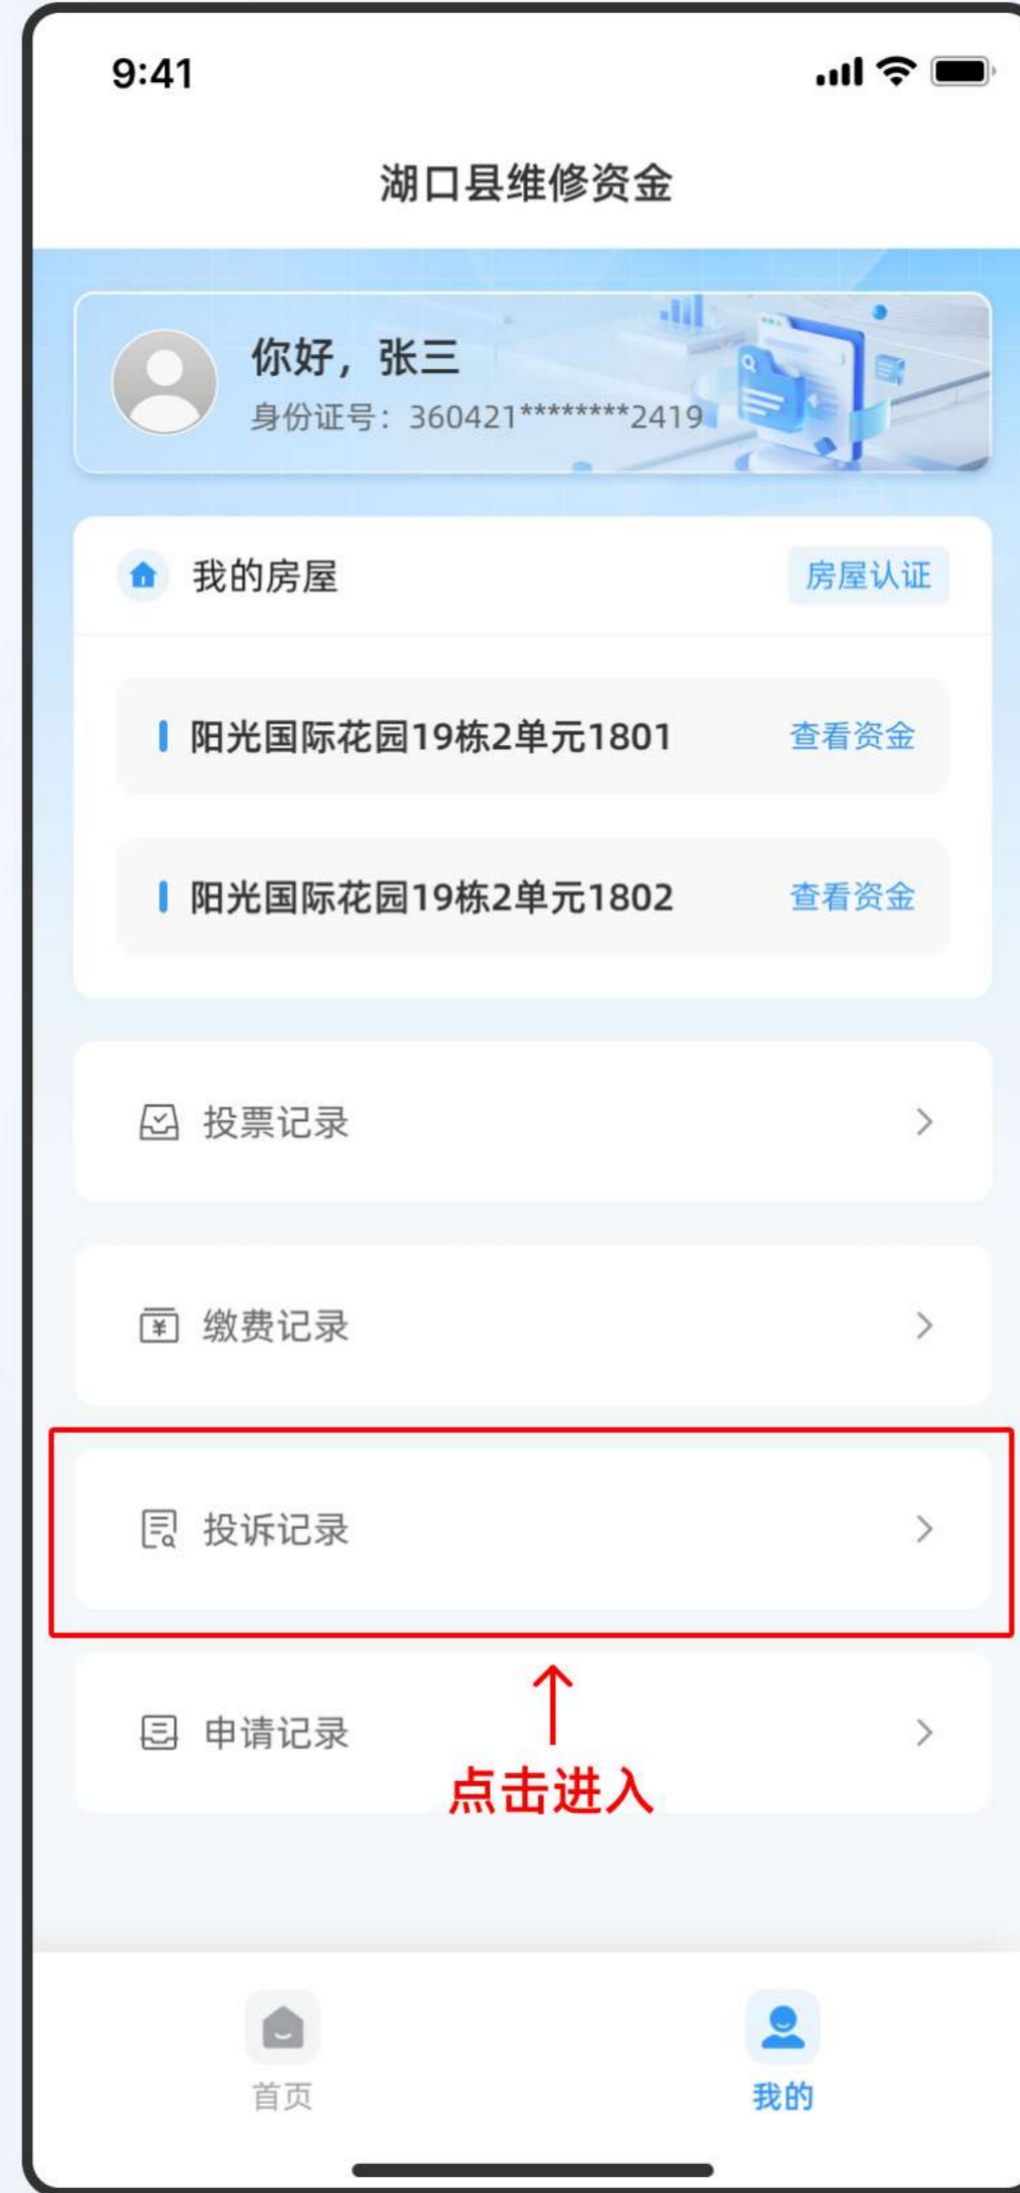 9:41
湖口县维修资金
你好，张三
身份证号：360421********2419
我的房屋
房屋认证
阳光国际花园19栋2单元1801
查看资金
阳光国际花园19栋2单元1802
查看资金
投票记录
缴费记录
投诉记录
申请记录
点击进入
首页
我的